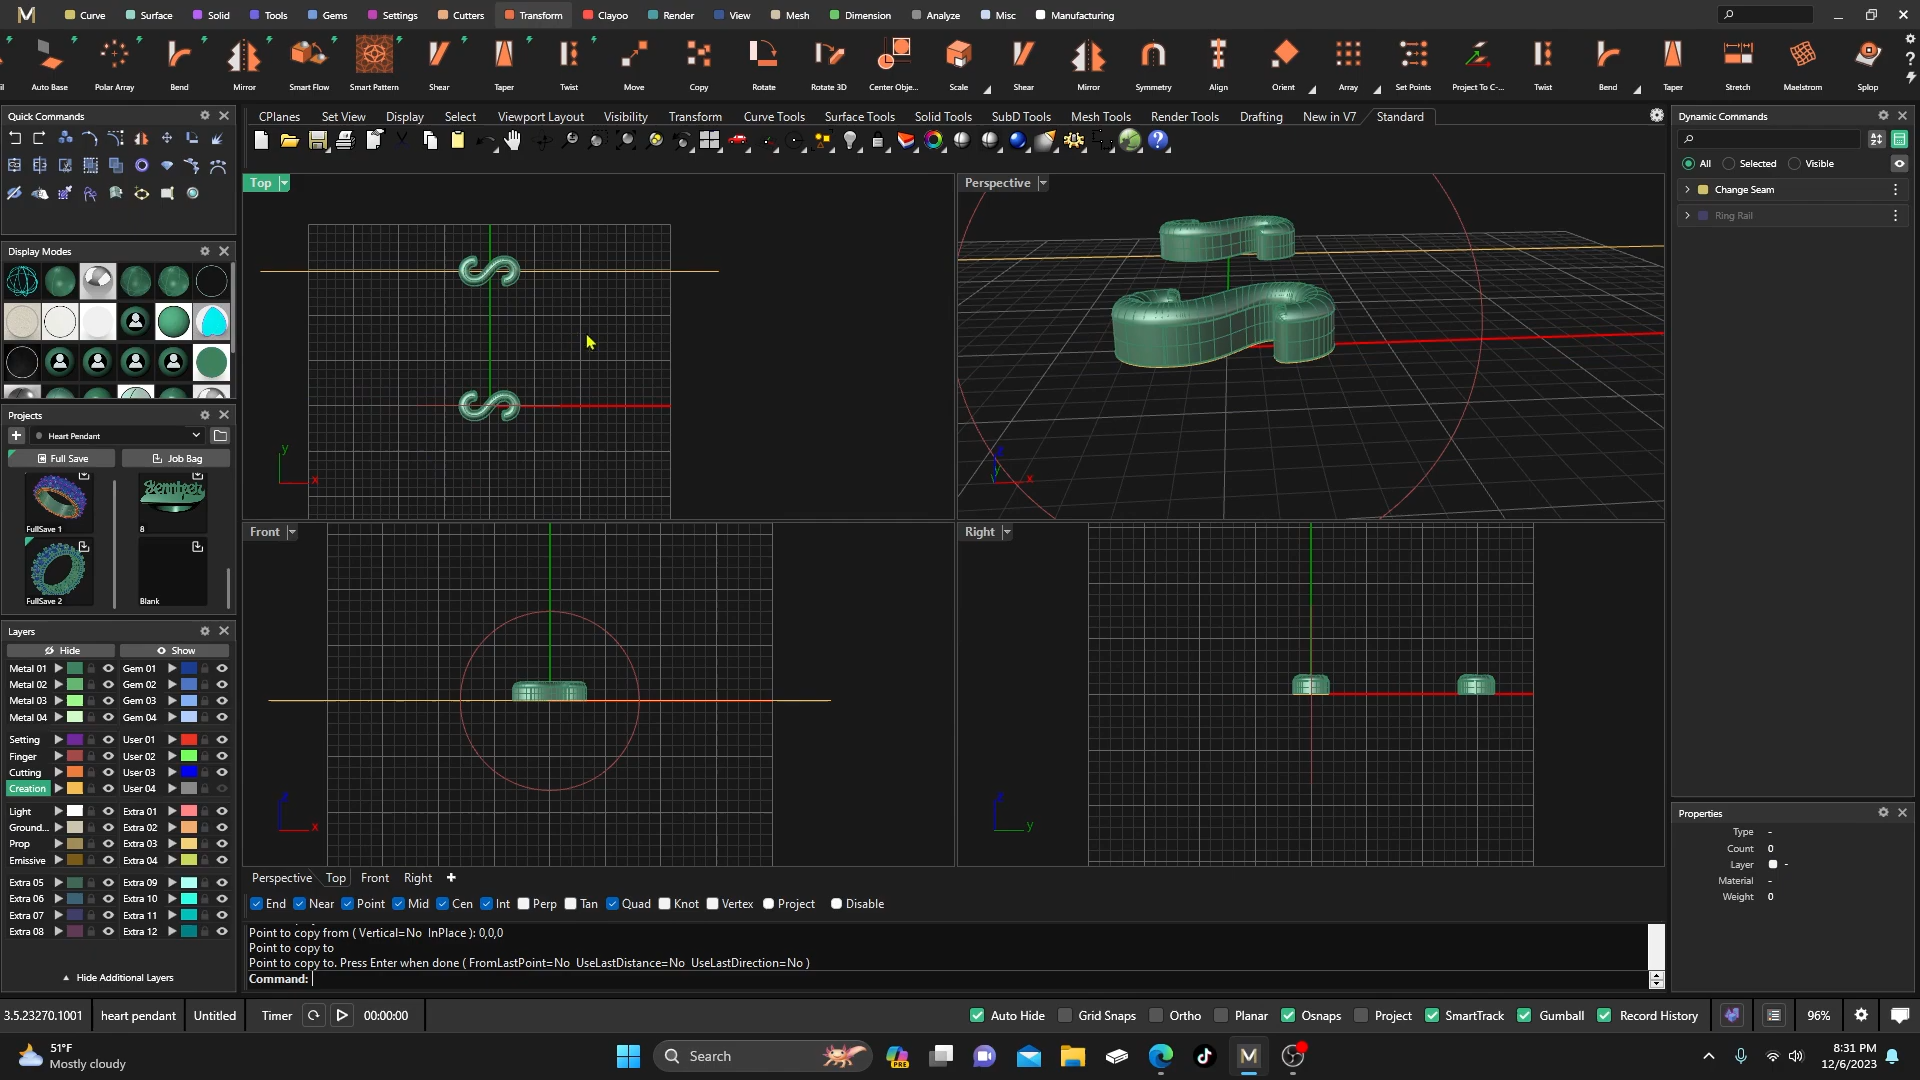 Curve Surface Solid Tools Gems Settings Cutters Transform Clayoo Render View Mesh Dimension Analyze Misc Manufacturing
Auto Base Polar Array Bend Mirror Smart Flow Smart Pattern Shear Taper Twist Move Copy Rotate Rotate 3D Center Obje... Scale Shear Mirror Symmetry Align Orient Array Set Points Project To C-... Twist Bend Taper Stretch Maelstrom Splop
Quick Commands
CPlanes Set View Display Select Viewport Layout Visibility Transform Curve Tools Surface Tools Solid Tools SubD Tools Mesh Tools Render Tools Drafting New in V7 Standard
Dynamic Commands
All Selected Visible
Change Seam
Ring Rail
Top
Perspective
Display Modes
Projects
Heart Pendant
Full Save Job Bag
FullSave 1 8
FullSave 2 Blank
y
x
x
y
z
Front
Right
x
z
y
Layers
Hide Show
Metal 01 Gem 01
Metal 02 Gem 02
Metal 03 Gem 03
Metal 04 Gem 04
Setting User 01
Finger User 02
Cutting User 03
Creation User 04
Light Extra 01
Ground... Extra 02
Prop Extra 03
Emissive Extra 04
Extra 05 Extra 09
Extra 06 Extra 10
Extra 07 Extra 11
Extra 08 Extra 12
Hide Additional Layers
Properties
Type -
Count 0
Layer -
Material -
Weight 0
Perspective Top Front Right
End Near Point Mid Cen Int Perp Tan Quad Knot Vertex Project Disable
Point to copy from ( Vertical=No InPlace ): 0,0,0
Point to copy to
Point to copy to. Press Enter when done ( FromLastPoint=No UseLastDistance=No UseLastDirection=No )
Command:
3.5.23270.1001 heart pendant Untitled Timer 00:00:00 Auto Hide Grid Snaps Ortho Planar Osnaps Project SmartTrack Gumball Record History 96%
51°F
Mostly cloudy
Search
PRE
8:31 PM
12/6/2023